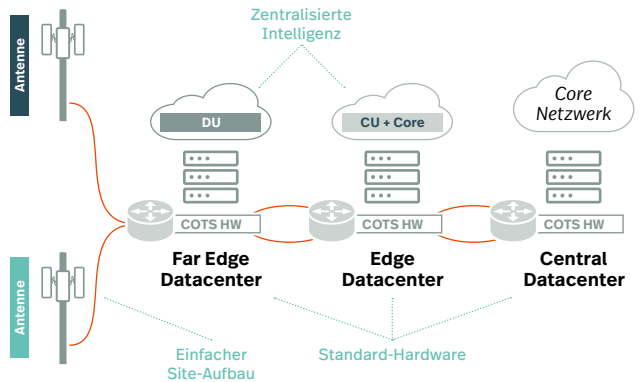 Zentralisierte
Intelligenz
Antenne
DU
CU + Core
Core
Netzwerk
COTS HW
COTS HW
COTS HW
Far Edge
Datacenter
Edge
Datacenter
Central
Datacenter
Antenne
Einfacher
Site-Aufbau
Standard-Hardware